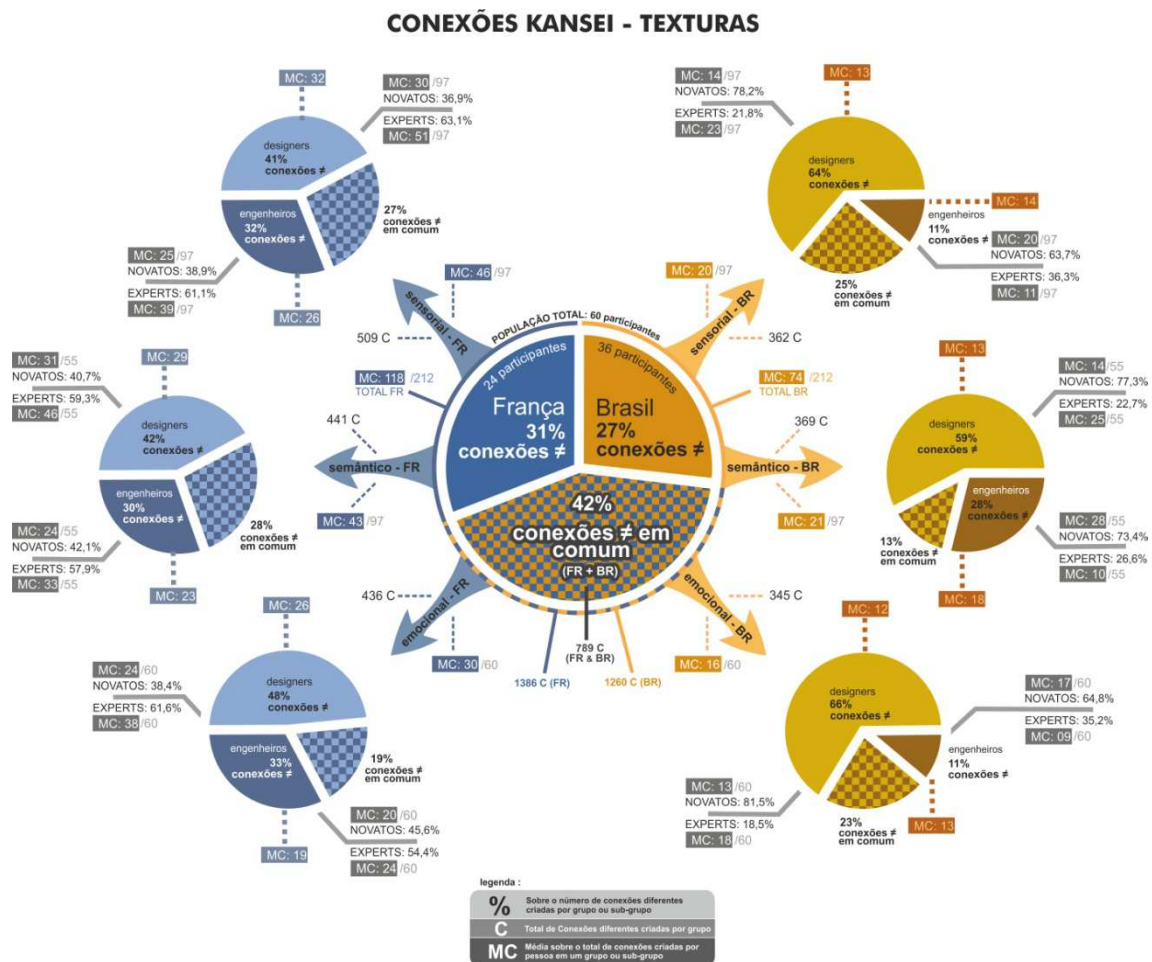 CONEXÕES KANSEI - TEXTURAS
MC: 32
MC: 30 /97
NOVATOS: 36,9%
EXPERTS: 63,1%
MC: 51 /97
designers
41%
conexões ≠
27%
conexões ≠
em comum
engenheiros
32%
conexões ≠
MC: 25 /97
NOVATOS: 38,9%
EXPERTS: 61,1%
MC: 39 /97
MC: 26
MC: 14 /97
NOVATOS: 78,2%
EXPERTS: 21,8%
MC: 23 /97
MC: 13
designers
64%
conexões ≠
MC: 14
engenheiros
11%
conexões ≠
MC: 20 /97
NOVATOS: 63,7%
EXPERTS: 36,3%
MC: 11 /97
25%
conexões ≠
em comum
MC: 46 /97
sensorial - FR
509 C
MC: 20 /97
sensorial - BR
362 C
POPULAÇÃO TOTAL: 60 participantes
24 participantes
França
31%
conexões ≠
36 participantes
Brasil
27%
conexões ≠
MC: 118 /212
TOTAL FR
MC: 74 /212
TOTAL BR
441 C
semântico - FR
MC: 43 /97
369 C
semântico - BR
MC: 21 /97
42%
conexões ≠ em
comum
(FR + BR)
436 C
emocional - FR
MC: 30 /60
345 C
emocional - BR
MC: 16 /60
789 C
(FR & BR)
1386 C (FR)
1260 C (BR)
MC: 31 /55
NOVATOS: 40,7%
EXPERTS: 59,3%
MC: 46 /55
MC: 29
designers
42%
conexões ≠
engenheiros
30%
conexões ≠
28%
conexões ≠
em comum
MC: 24 /55
NOVATOS: 42,1%
EXPERTS: 57,9%
MC: 33 /55
MC: 23
MC: 13
MC: 14 /55
NOVATOS: 77,3%
EXPERTS: 22,7%
MC: 25 /55
designers
59%
conexões ≠
engenheiros
28%
conexões ≠
13%
conexões ≠
em comum
MC: 28 /55
NOVATOS: 73,4%
EXPERTS: 26,6%
MC: 10 /55
MC: 18
MC: 26
MC: 24 /60
NOVATOS: 38,4%
EXPERTS: 61,6%
MC: 38 /60
designers
48%
conexões ≠
engenheiros
33%
conexões ≠
19%
conexões ≠
em comum
MC: 20 /60
NOVATOS: 45,6%
EXPERTS: 54,4%
MC: 24 /60
MC: 19
MC: 12
designers
66%
conexões ≠
MC: 17 /60
NOVATOS: 64,8%
EXPERTS: 35,2%
MC: 09 /60
engenheiros
11%
conexões ≠
MC: 13 /60
NOVATOS: 81,5%
EXPERTS: 18,5%
MC: 18 /60
23%
conexões ≠
em comum
MC: 13
legenda :
% Sobre o número de conexões diferentes
criadas por grupo ou sub-grupo
C Total de Conexões diferentes criadas por grupo
MC Média sobre o total de conexões criadas por
pessoa em um grupo ou sub-grupo